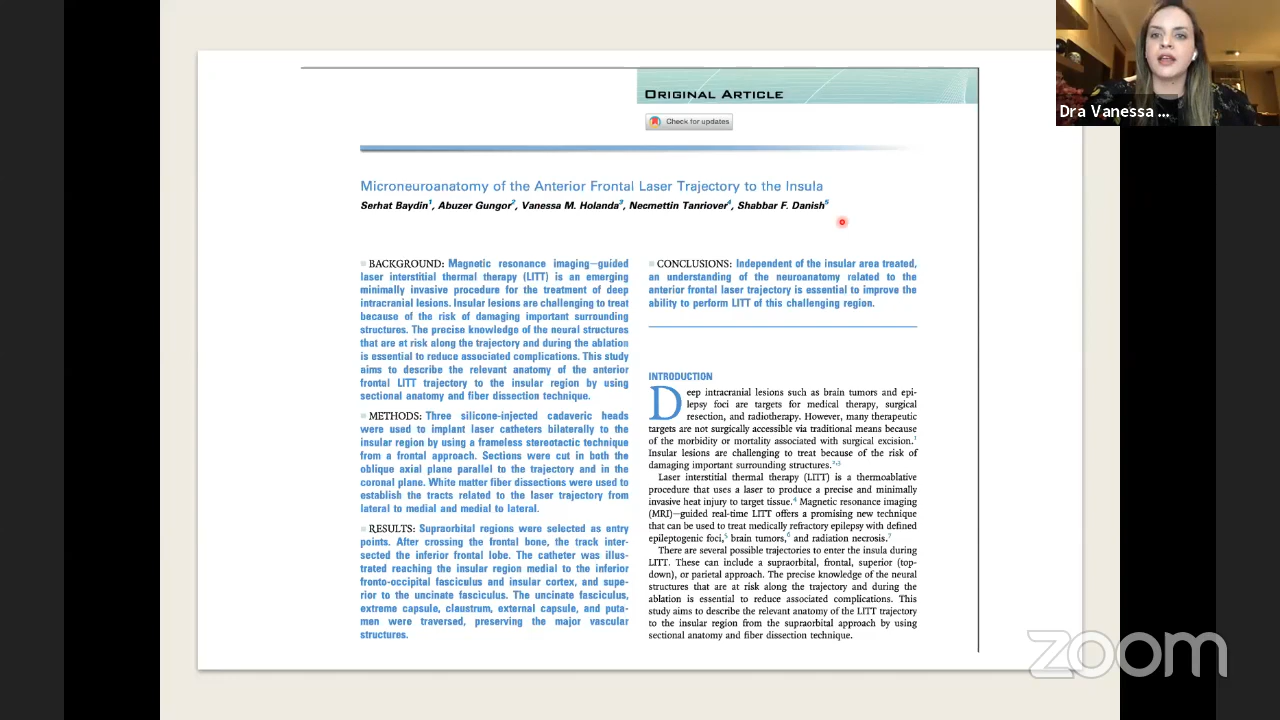 ORIGINAL ARTICLE
Check for updates
Microneuroanatomy of the Anterior Frontal Laser Trajectory to the Insula
Serhat Baydin1, Abuzer Gungor2, Vanessa M. Holanda3, Necmettin Tanriover4, Shabbar F. Danish5
BACKGROUND: Magnetic resonance imaging–guided
laser interstitial thermal therapy (LITT) is an emerging
minimally invasive procedure for the treatment of deep
intracranial lesions. Insular lesions are challenging to treat
because of the risk of damaging important surrounding
structures. The precise knowledge of the neural structures
that are at risk along the trajectory and during the ablation
is essential to reduce associated complications. This study
aims to describe the relevant anatomy of the anterior
frontal LITT trajectory to the insular region by using
sectional anatomy and fiber dissection technique.
METHODS: Three silicone-injected cadaveric heads
were used to implant laser catheters bilaterally to the
insular region by using a frameless stereotactic technique
from a frontal approach. Sections were cut in both the
oblique axial plane parallel to the trajectory and in the
coronal plane. White matter fiber dissections were used to
establish the tracts related to the laser trajectory from
lateral to medial and medial to lateral.
RESULTS: Supraorbital regions were selected as entry
points. After crossing the frontal bone, the track inter-
sected the inferior frontal lobe. The catheter was illus-
trated reaching the insular region medial to the inferior
fronto-occipital fasciculus and insular cortex, and supe-
rior to the uncinate fasciculus. The uncinate fasciculus,
extreme capsule, claustrum, external capsule, and puta-
men were traversed, preserving the major vascular
structures.
CONCLUSIONS: Independent of the insular area treated,
an understanding of the neuroanatomy related to the
anterior frontal laser trajectory is essential to improve the
ability to perform LITT of this challenging region.
INTRODUCTION
Deep intracranial lesions such as brain tumors and epi-
lepsy foci are targets for medical therapy, surgical
resection, and radiotherapy. However, many therapeutic
targets are not surgically accessible via traditional means because
of the morbidity or mortality associated with surgical excision.1
Insular lesions are challenging to treat because of the risk of
damaging important surrounding structures.2,3
Laser interstitial thermal therapy (LITT) is a thermoablative
procedure that uses a laser to produce a precise and minimally
invasive heat injury to target tissue.4 Magnetic resonance imaging
(MRI)–guided real-time LITT offers a promising new technique
that can be used to treat medically refractory epilepsy with defined
epileptogenic foci,5 brain tumors,6 and radiation necrosis.7
There are several possible trajectories to enter the insula during
LITT. These can include a supraorbital, frontal, superior (top-
down), or parietal approach. The precise knowledge of the neural
structures that are at risk along the trajectory and during the
ablation is essential to reduce associated complications. This
study aims to describe the relevant anatomy of the LITT trajectory
to the insular region from the supraorbital approach by using
sectional anatomy and fiber dissection technique.
Dra Vanessa ...
zoom